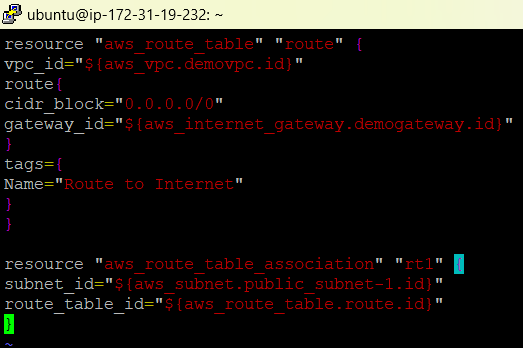 ubuntu@ip-172-31-19-232: ~
resource "aws_route_table" "route" {
vpc_id="${aws_vpc.demovpc.id}"
route{
cidr_block="0.0.0.0/0"
gateway_id="${aws_internet_gateway.demogateway.id}"
}
tags={
Name="Route to Internet"
}
}
resource "aws_route_table_association" "rt1" {
subnet_id="${aws_subnet.public_subnet-1.id}"
route_table_id="${aws_route_table.route.id}"
}
~